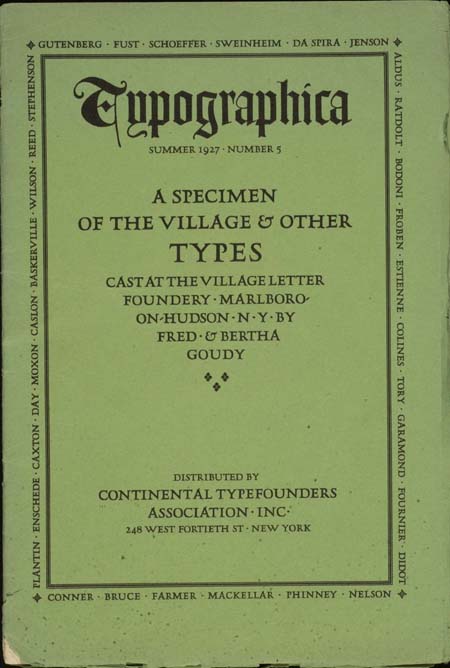 GUTENBERG · FUST · SCHOEFFER · SWEINHEIM · DA SPIRA · JENSON
ALDUS · RATDOLT · BODONI · FROBEN · ESTIENNE · COLINES · TORY · GARAMOND · FOURNIER · DIDOT
PLANTIN · ENSCHEDE · CAXTON · DAY · MOXON · CASLON · BASKERVILLE · WILSON · REED · STEPHENSON
Typographica
SUMMER 1927 · NUMBER 5
A SPECIMEN
OF THE VILLAGE & OTHER
TYPES
CAST AT THE VILLAGE LETTER
FOUNDERY · MARLBORO-
ON-HUDSON · N · Y · BY
FRED · & BERTHA
GOUDY
DISTRIBUTED BY
CONTINENTAL TYPEFOUNDERS
ASSOCIATION · INC ·
248 WEST FORTIETH ST · NEW YORK
CONNER · BRUCE · FARMER · MACKELLAR · PHINNEY · NELSON